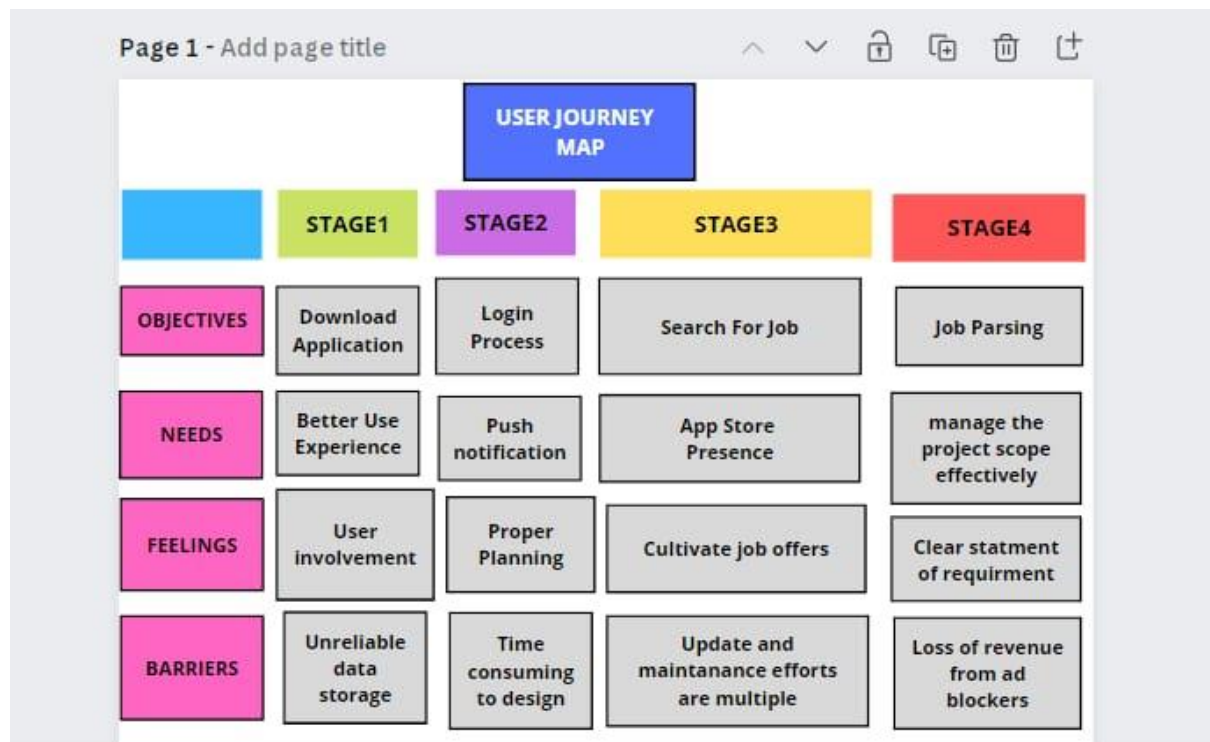 Page 1 - Add page title
USER JOURNEY
MAP
STAGE1
STAGE2
STAGE3
STAGE4
OBJECTIVES
Download
Application
Login
Process
Search For Job
Job Parsing
NEEDS
Better Use
Experience
Push
notification
App Store
Presence
manage the
project scope
effectively
FEELINGS
User
involvement
Proper
Planning
Cultivate job offers
Clear statment
of requirment
BARRIERS
Unreliable
data
storage
Time
consuming
to design
Update and
maintanance efforts
are multiple
Loss of revenue
from ad
blockers